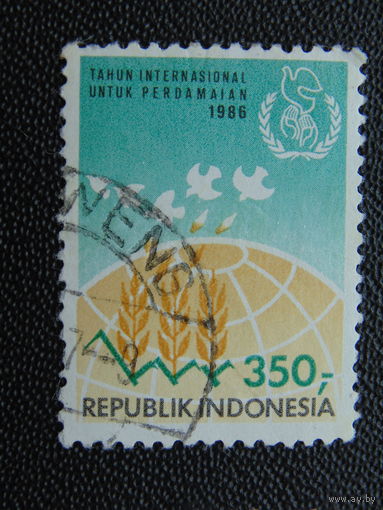 TAHUN INTERNASIONAL
UNTUK PERDAMAIAN
1986
350,-
REPUBLIK INDONESIA
www.ay.by